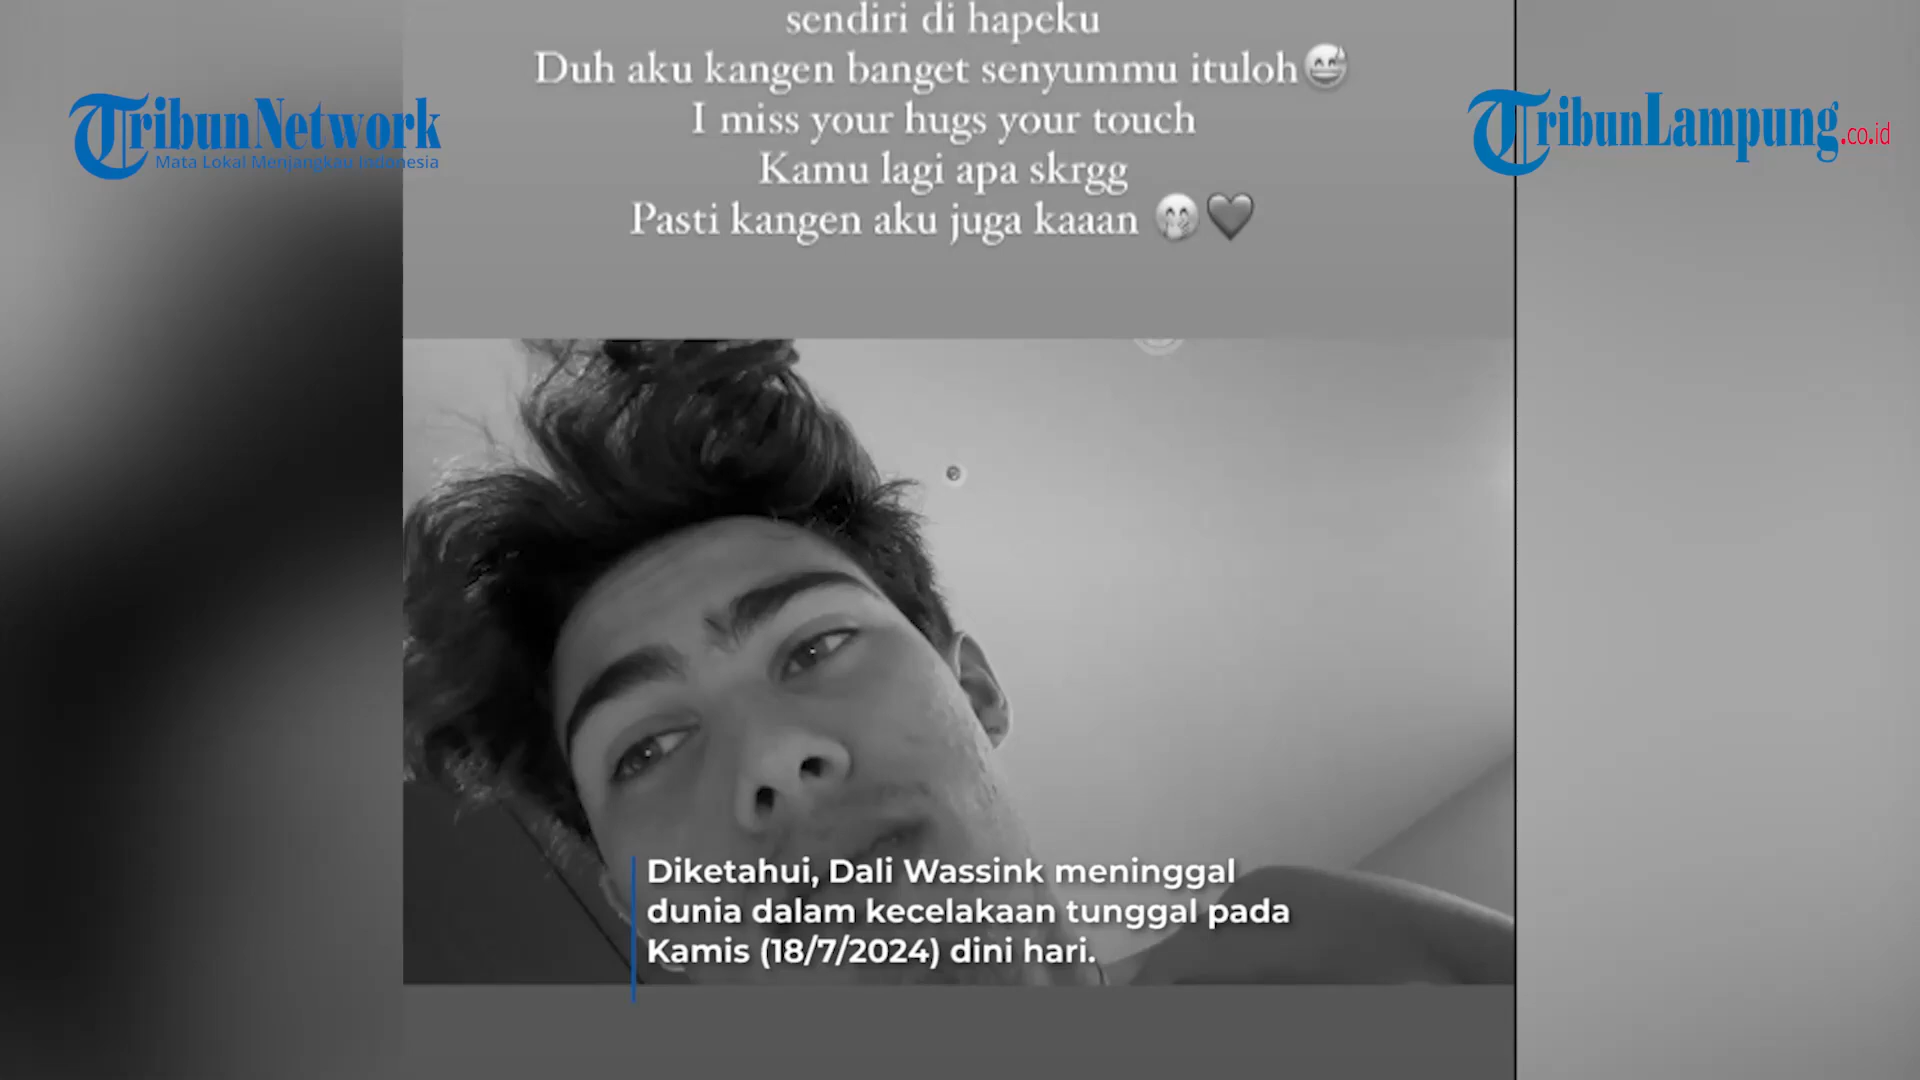 sendiri di hapeku
Duh aku kangen banget senyummu ituloh😅
I miss your hugs your touch
Kamu lagi apa skrgg
Pasti kangen aku juga kaaan 🤭🖤
TribunNetwork
Mata Lokal Menjangkau Indonesia
TribunLampung.co.id
Diketahui, Dali Wassink meninggal
dunia dalam kecelakaan tunggal pada
Kamis (18/7/2024) dini hari.